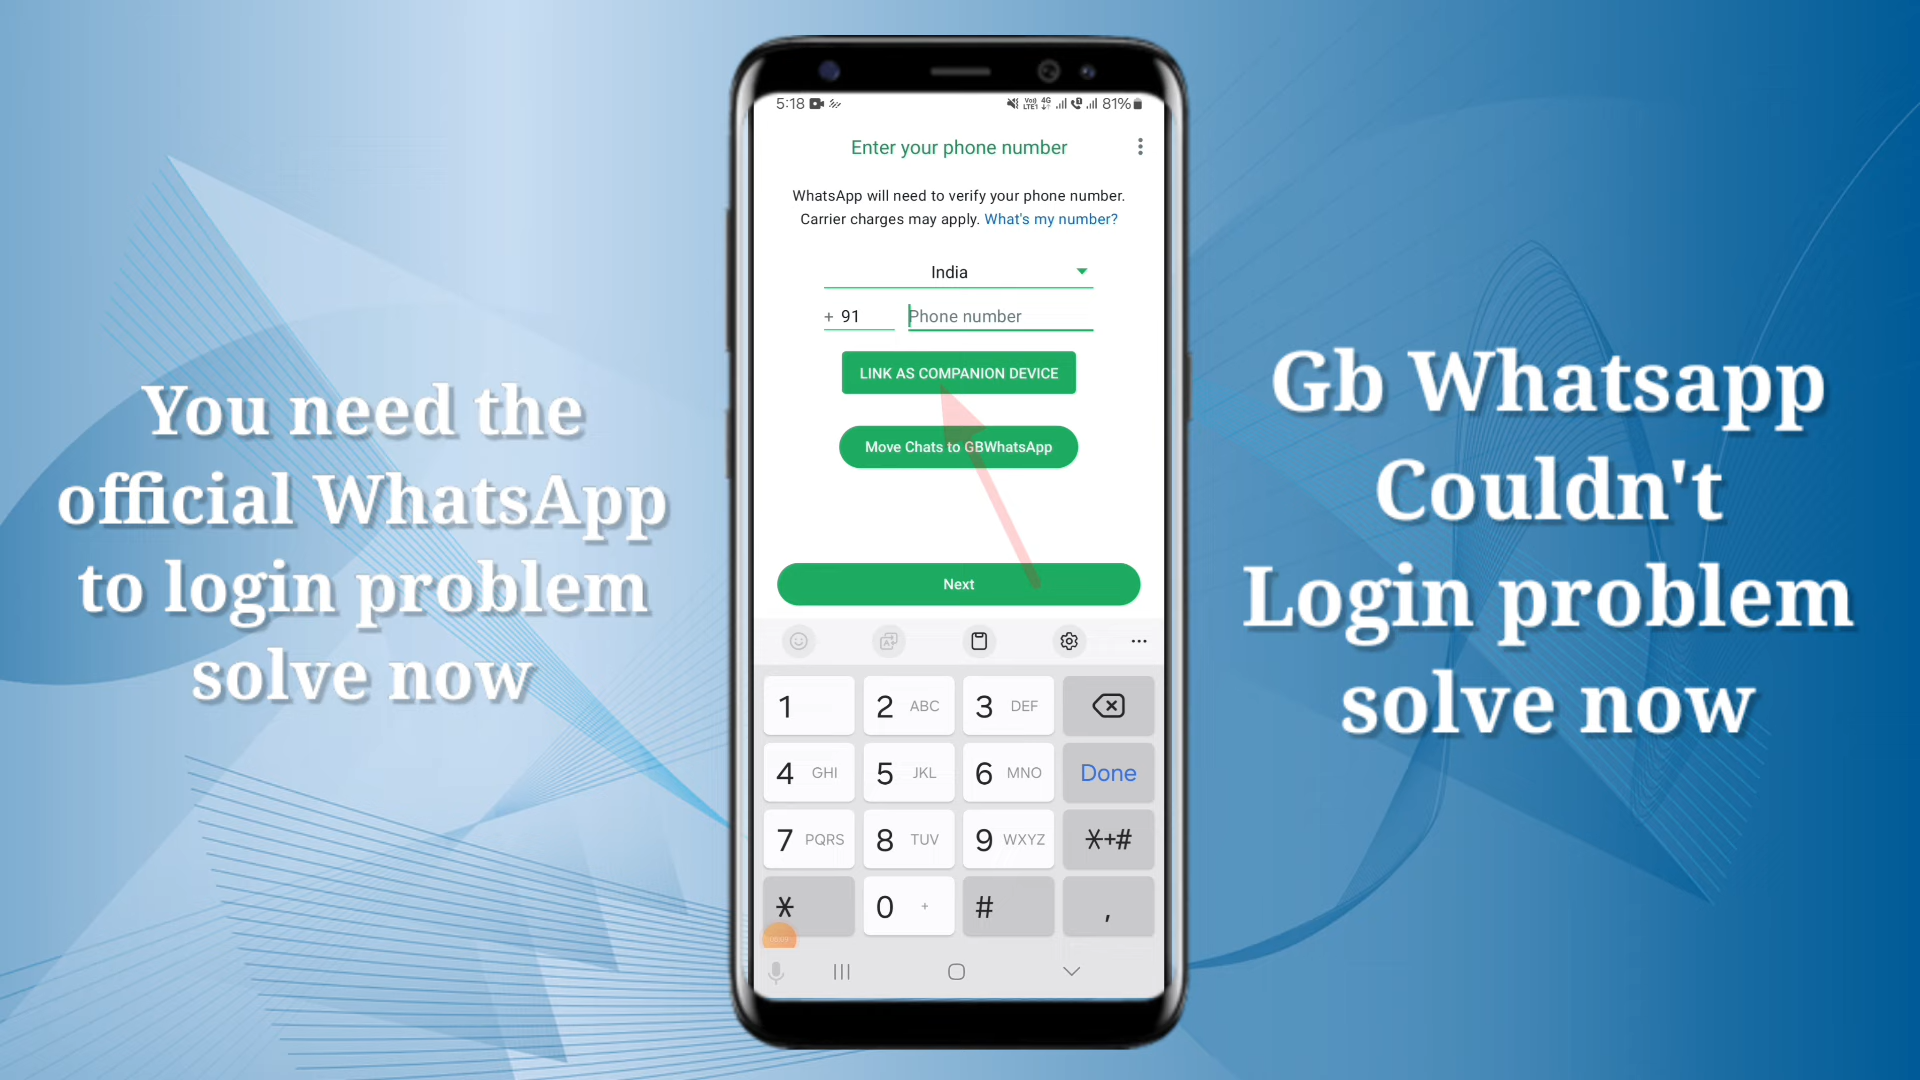 You need the
official WhatsApp
to login problem
solve now
5:18
Vo))
LTE1
4G
81%
Enter your phone number
WhatsApp will need to verify your phone number.
Carrier charges may apply. What's my number?
India
+ 91 Phone number
LINK AS COMPANION DEVICE
Move Chats to GBWhatsApp
Next
1 2 ABC 3 DEF
4 GHI 5 JKL 6 MNO Done
7 PQRS 8 TUV 9 WXYZ *+#
* 0 + # ,
Gb Whatsapp
Couldn't
Login problem
solve now